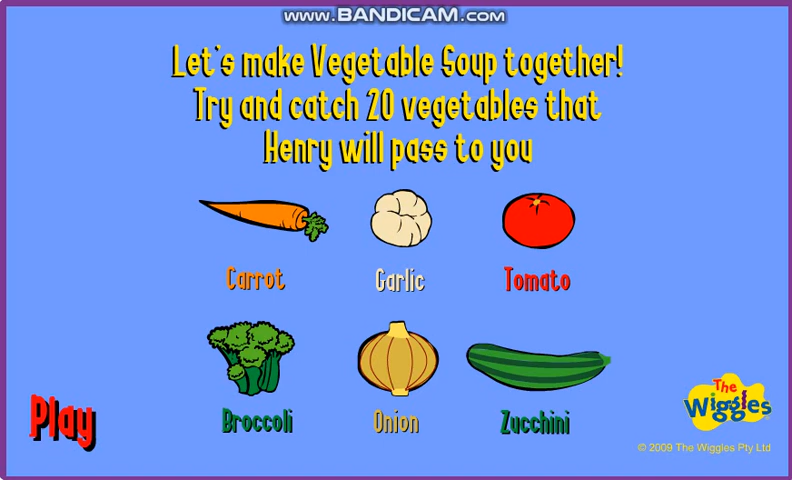 www.BANDICAM.com
Let's make Vegetable Soup together!
Try and catch 20 vegetables that
Henry will pass to you
Carrot
Garlic
Tomato
Broccoli
Onion
Zucchini
Play
The
Wiggles
© 2009 The Wiggles Pty Ltd